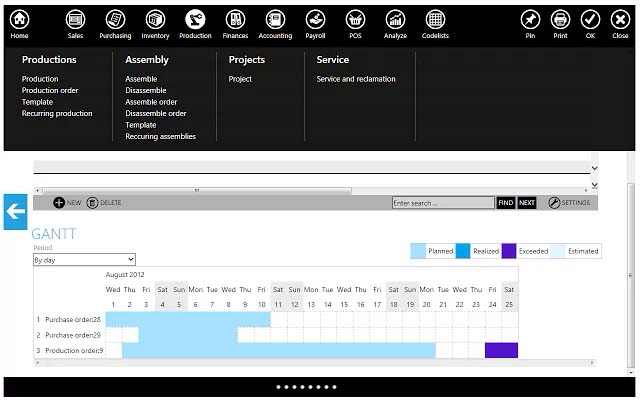 Home Sales Purchasing Inventory Production Finances Accounting Payroll POS Analyze Codelists Pin Print OK Close
Productions
Production
Production order
Template
Recurring production
Assembly
Assemble
Disassemble
Assemble order
Disassemble order
Template
Reccuring assemblies
Projects
Project
Service
Service and reclamation
NEW DELETE Enter search ... FIND NEXT SETTINGS
GANTT
Period
By day
Planned Realized Exceeded Estimated
August 2012
Wed Thu Fri Sat Sun Mon Tue Wed Thu Fri Sat Sun Mon Tue Wed Thu Fri Sat Sun Mon Tue Wed Thu Fri Sat
1 2 3 4 5 6 7 8 9 10 11 12 13 14 15 16 17 18 19 20 21 22 23 24 25
1 Purchase order:28
2 Purchase order:29
3 Production order:9